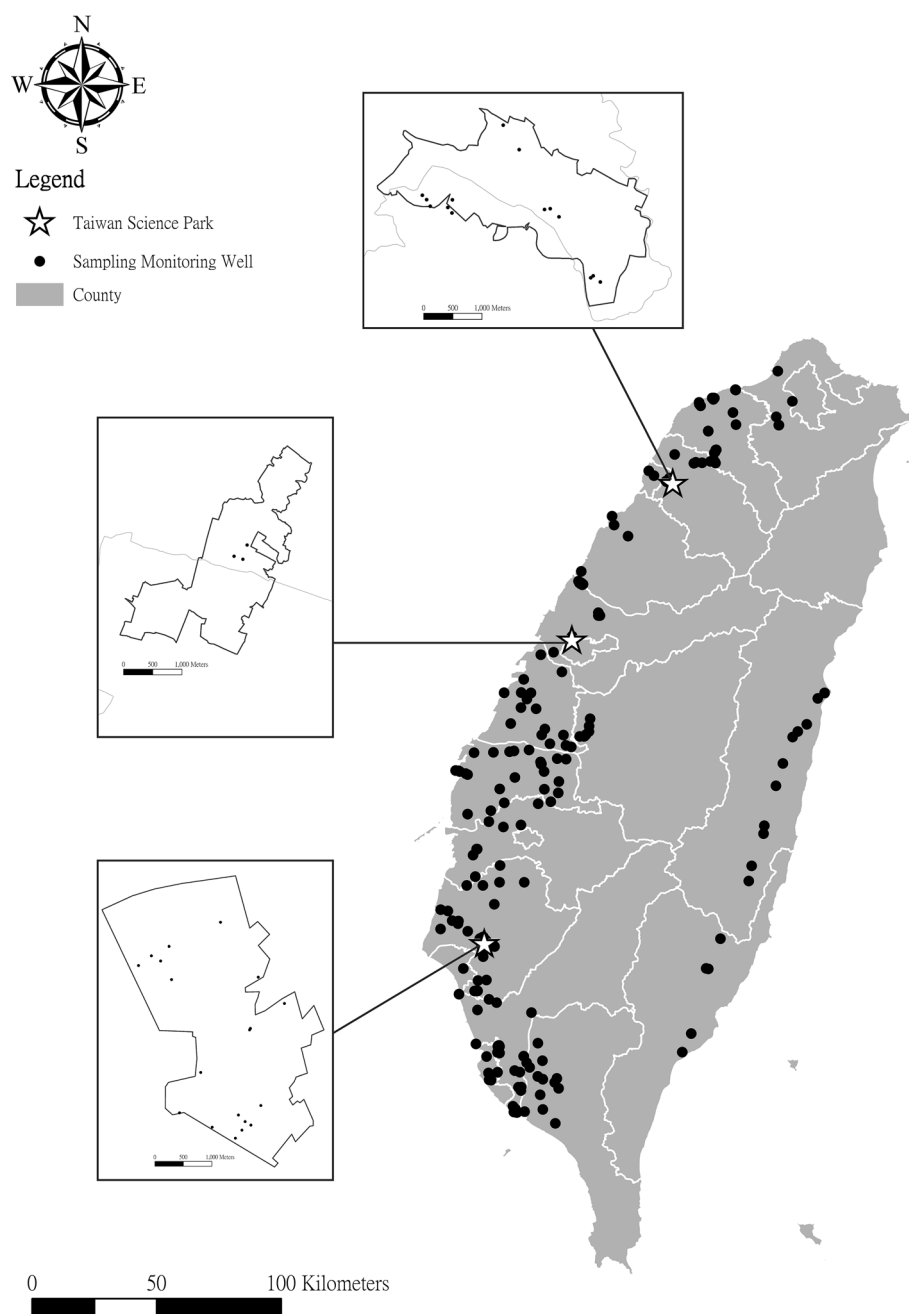 N
W E
S
Legend
Taiwan Science Park
Sampling Monitoring Well
County
0 500 1,000 Meters
0 500 1,000 Meters
0 500 1,000 Meters
0 50 100 Kilometers